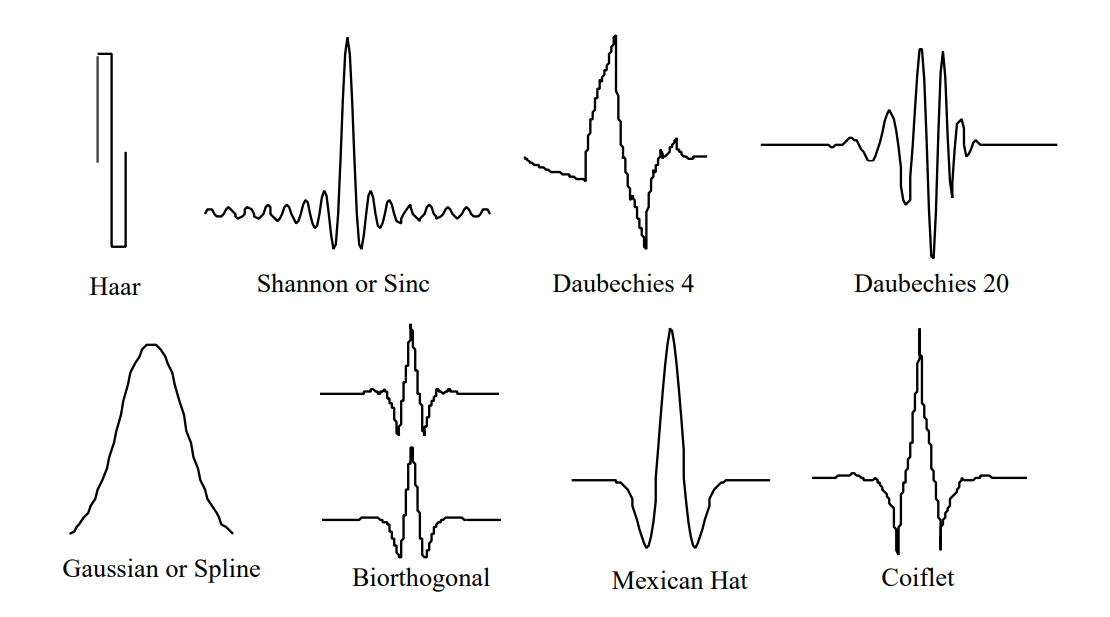 Haar
Shannon or Sinc
Daubechies 4
Daubechies 20
Gaussian or Spline
Biorthogonal
Mexican Hat
Coiflet